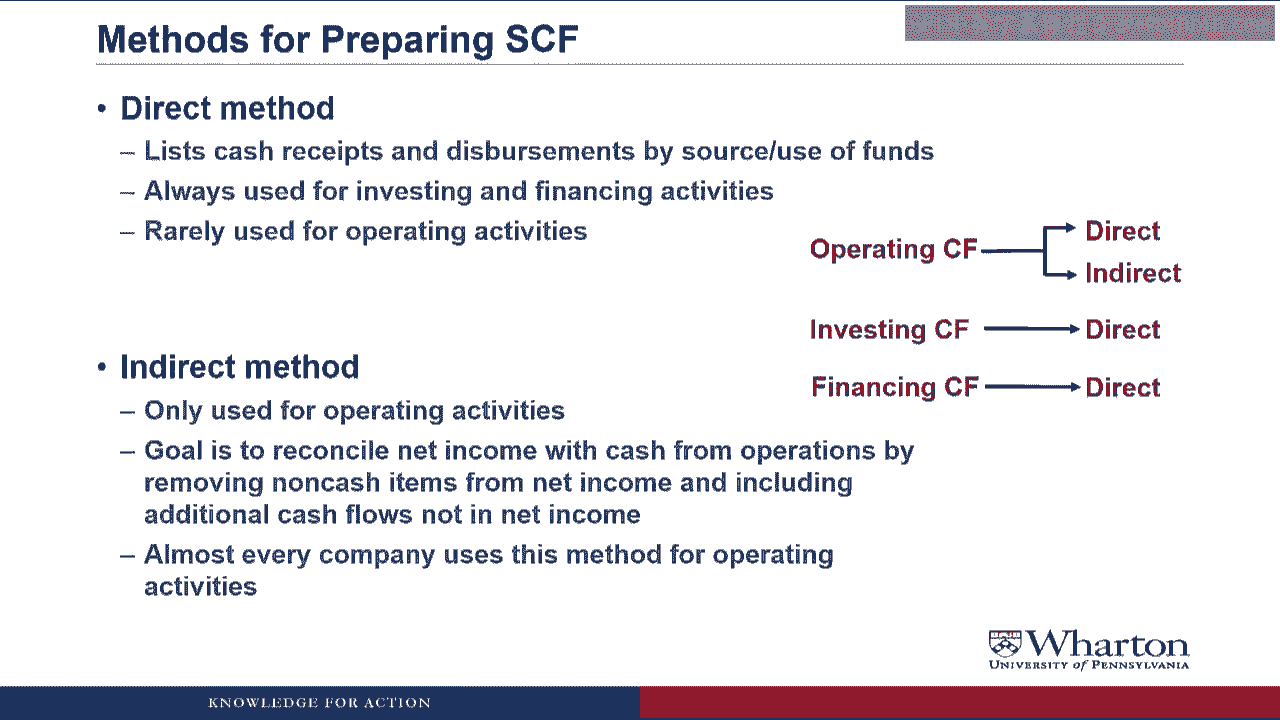 Methods for Preparing SCF
• Direct method
– Lists cash receipts and disbursements by source/use of funds
– Always used for investing and financing activities
– Rarely used for operating activities
Operating CF
Direct
Indirect
Investing CF
Direct
Financing CF
Direct
• Indirect method
– Only used for operating activities
– Goal is to reconcile net income with cash from operations by
removing noncash items from net income and including
additional cash flows not in net income
– Almost every company uses this method for operating
activities
Wharton
UNIVERSITY of PENNSYLVANIA
KNOWLEDGE FOR ACTION